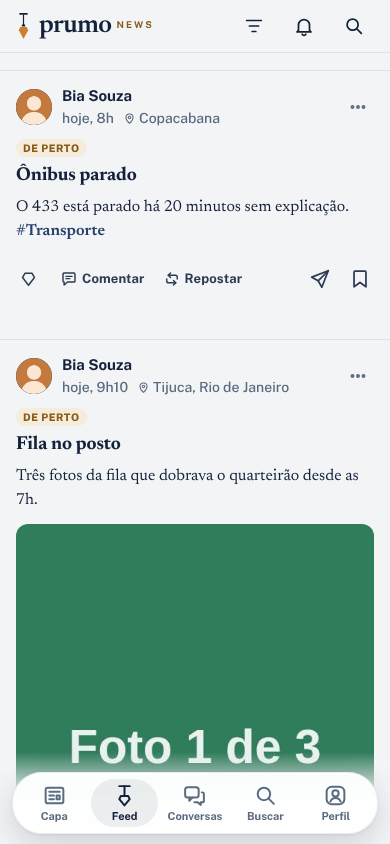 prumo NEWS
Bia Souza
hoje, 8h Copacabana
DE PERTO
Ônibus parado
O 433 está parado há 20 minutos sem explicação.
#Transporte
Comentar Repostar
Bia Souza
hoje, 9h10 Tijuca, Rio de Janeiro
DE PERTO
Fila no posto
Três fotos da fila que dobrava o quarteirão desde as
7h.
Foto 1 de 3
Capa Feed Conversas Buscar Perfil